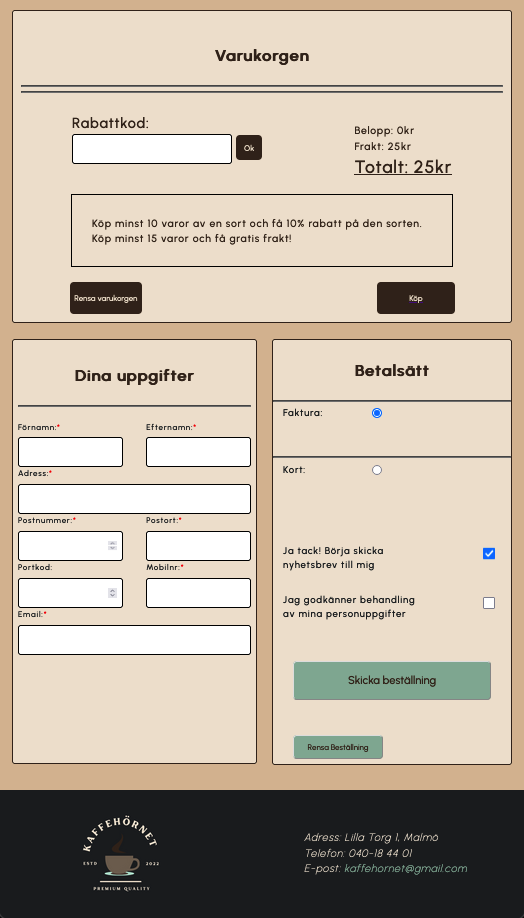 Varukorgen
Rabattkod:
Ok
Belopp: 0kr
Frakt: 25kr
Totalt: 25kr
Köp minst 10 varor av en sort och få 10% rabatt på den sorten.
Köp minst 15 varor och få gratis frakt!
Rensa varukorgen
Köp
Dina uppgifter
Förnamn:*
Efternamn:*
Adress:*
Postnummer:*
Postort:*
Portkod:
Mobilnr:*
Email:*
Betalsätt
Faktura:
Kort:
Ja tack! Börja skicka
nyhetsbrev till mig
Jag godkänner behandling
av mina personuppgifter
Skicka beställning
Rensa Beställning
KAFFEHÖRNET
ESTD 2022
PREMIUM QUALITY
Adress: Lilla Torg 1, Malmö
Telefon: 040-18 44 01
E-post: kaffehornet@gmail.com